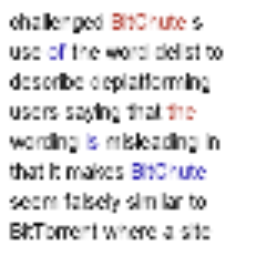 challenged BitChute s
use of the word delist to
describe deplatforming
users saying that the
wording is misleading in
that it makes BitChute
seem falsely similar to
BitTorrent where a site